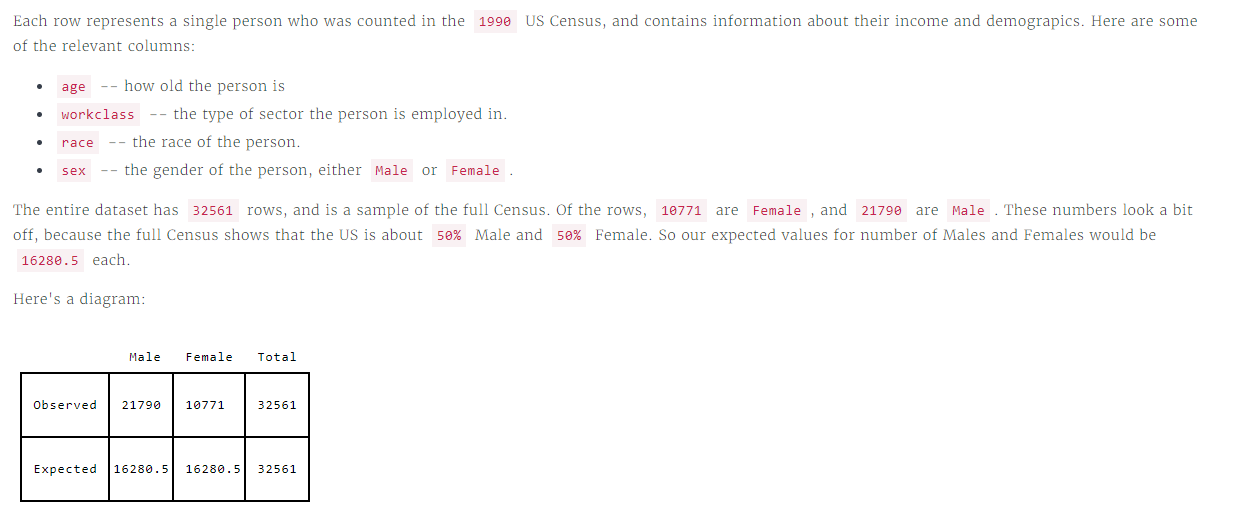 Each row represents a single person who was counted in the 1990 US Census, and contains information about their income and demograpics. Here are some
of the relevant columns:
• age -- how old the person is
• workclass -- the type of sector the person is employed in.
• race -- the race of the person.
• sex -- the gender of the person, either Male or Female .
The entire dataset has 32561 rows, and is a sample of the full Census. Of the rows, 10771 are Female , and 21790 are Male . These numbers look a bit
off, because the full Census shows that the US is about 50% Male and 50% Female. So our expected values for number of Males and Females would be
16280.5 each.
Here's a diagram:
Male Female Total
Observed 21790 10771 32561
Expected 16280.5 16280.5 32561